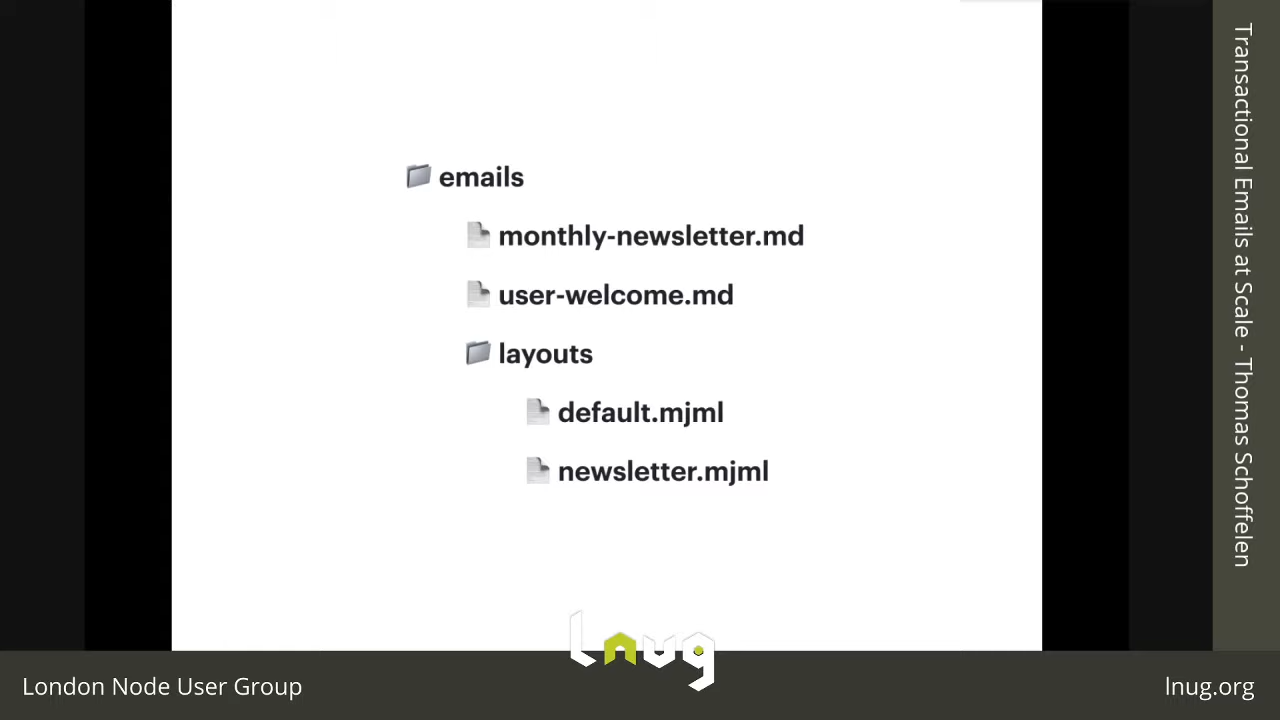 emails
monthly-newsletter.md
user-welcome.md
layouts
default.mjml
newsletter.mjml
Transactional Emails at Scale - Thomas Schoffelen
lnug
London Node User Group
lnug.org